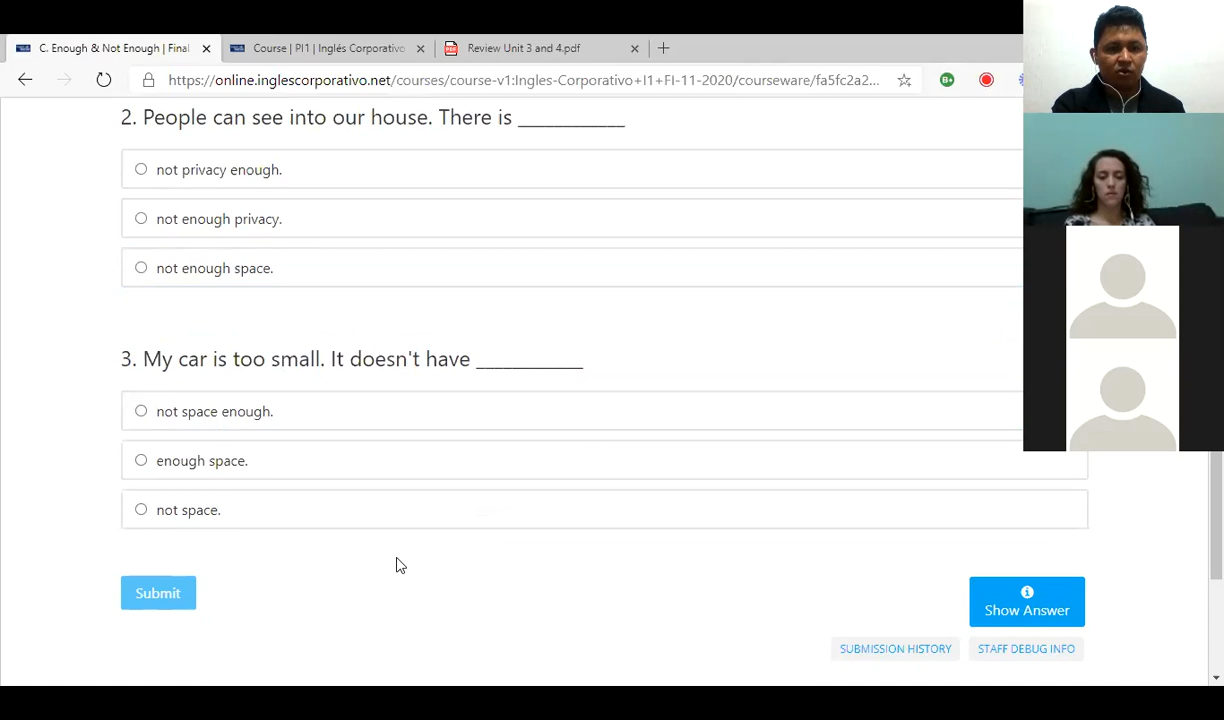 C. Enough & Not Enough | Final
Course | PI1 | Inglés Corporativo
Review Unit 3 and 4.pdf
https://online.inglescorporativo.net/courses/course-v1:Ingles-Corporativo+I1+FI-11-2020/courseware/fa5fc2a2...
2. People can see into our house. There is ____________
not privacy enough.
not enough privacy.
not enough space.
3. My car is too small. It doesn't have ____________
not space enough.
enough space.
not space.
Submit
Show Answer
SUBMISSION HISTORY
STAFF DEBUG INFO